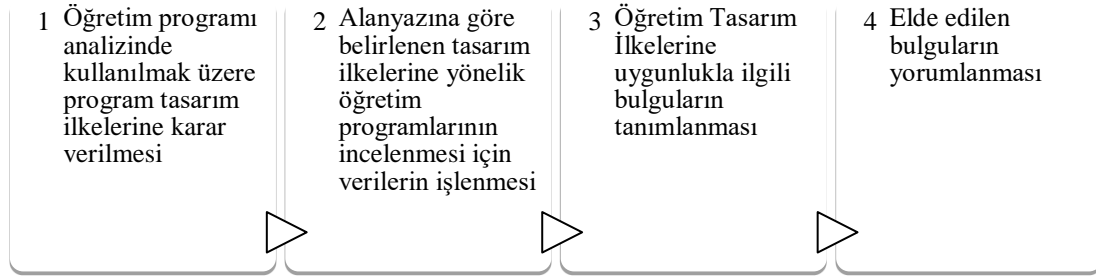 1 Öğretim programı
analizinde
kullanılmak üzere
program tasarım
ilkelerine karar
verilmesi
2 Alanyazına göre
belirlenen tasarım
ilkelerine yönelik
öğretim
programlarının
incelenmesi için
verilerin işlenmesi
3 Öğretim Tasarım
İlkelerine
uygunlukla ilgili
bulguların
tanımlanması
4 Elde edilen
bulguların
yorumlanması